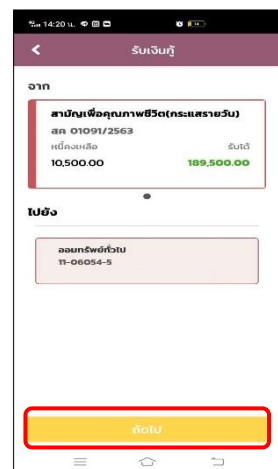 14:20 น.
รับเงินกู้
จาก
สามัญเพื่อคุณภาพชีวิต(กระแสรายวัน)
สค 01091/2563
หนี้คงเหลือ รับได้
10,500.00 189,500.00
ไปยัง
ออมทรัพย์ทั่วไป
11-06054-5
ถัดไป